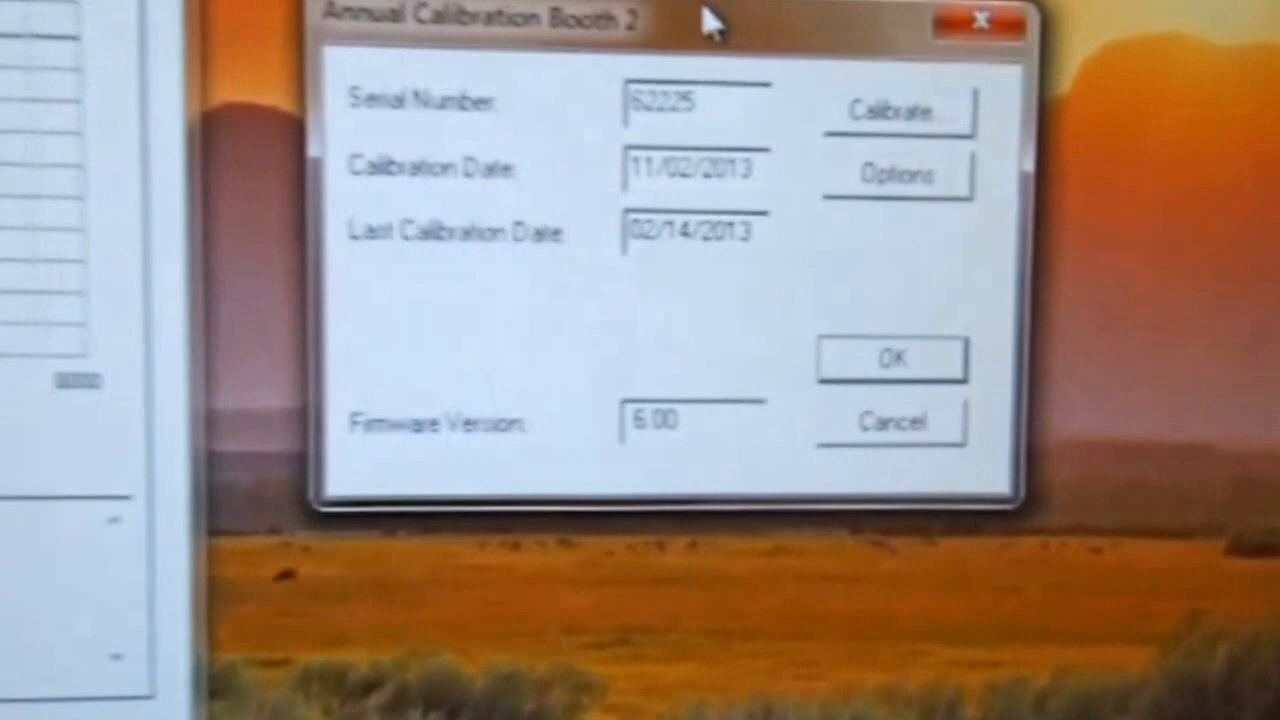 Annual Calibration Booth 2
Serial Number: 62225 Calibrate...
Calibration Date: 11/02/2013 Options
Last Calibration Date: 02/14/2013
OK
Firmware Version: 6.00 Cancel